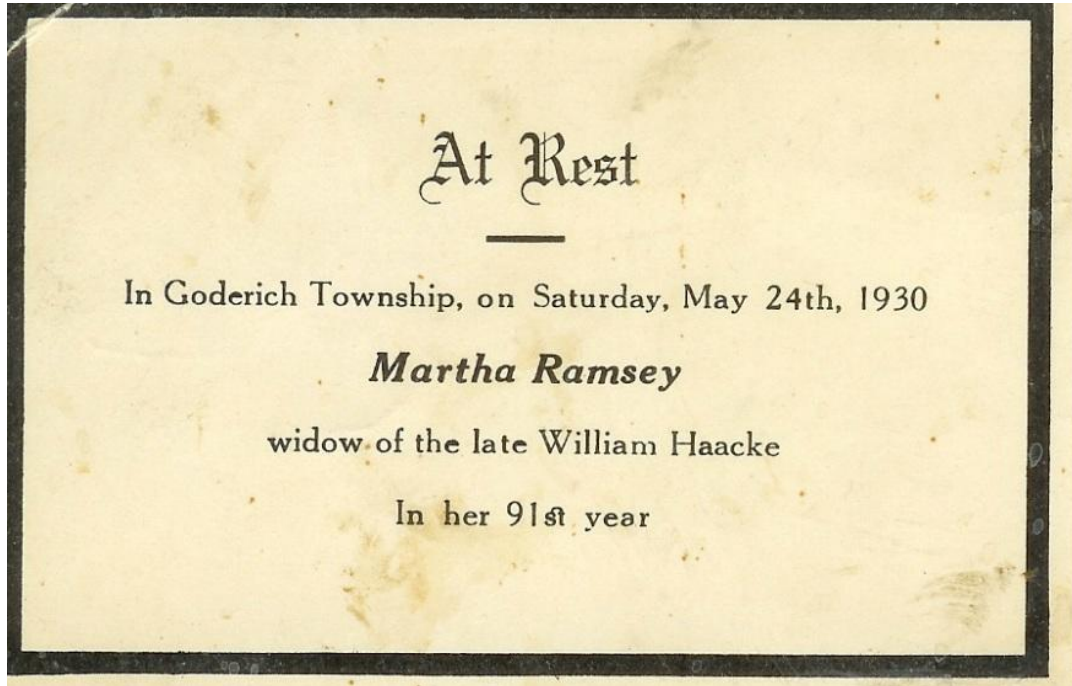 At Rest
In Goderich Township, on Saturday, May 24th, 1930
Martha Ramsey
widow of the late William Haacke
In her 91st year